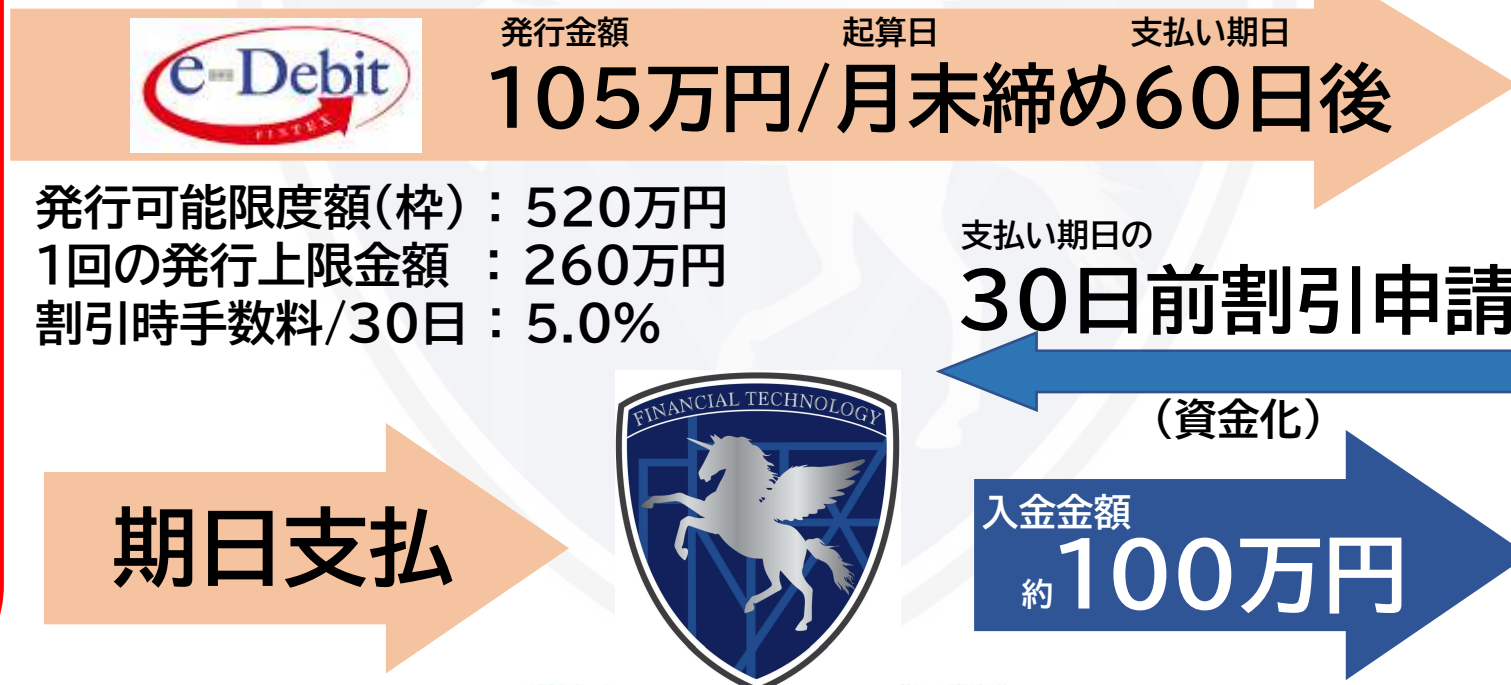 e-Debit
FINTEX
発行金額
起算日
支払い期日
105万円/月末締め60日後
発行可能限度額(枠)：520万円
1回の発行上限金額 ：260万円
割引時手数料/30日：5.0%
支払い期日の
30日前割引申請
(資金化)
期日支払
FINANCIAL TECHNOLOGY
入金金額
約100万円